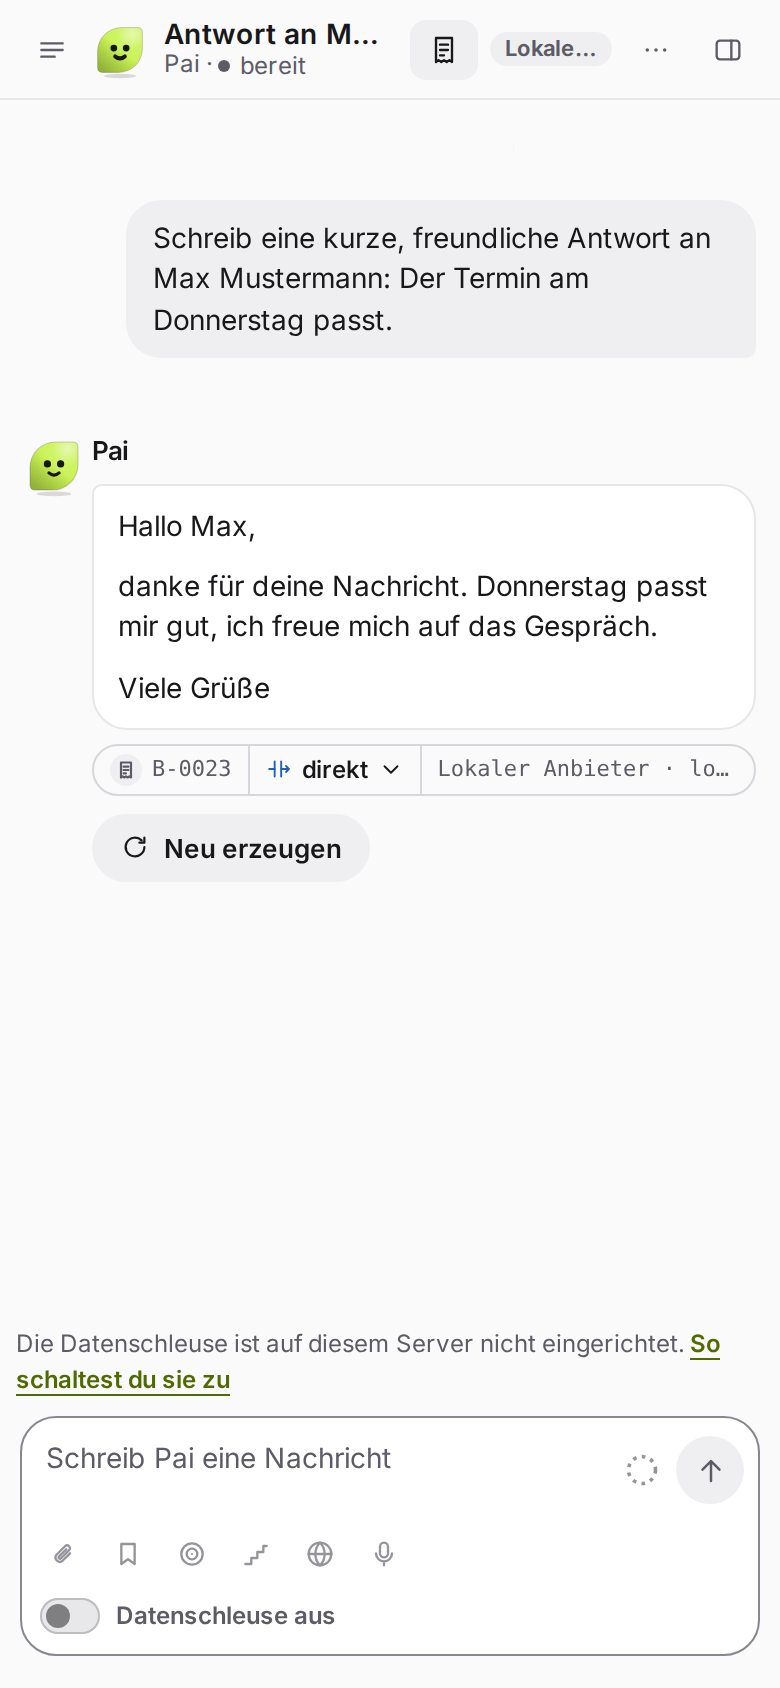 Antwort an M...
Pai · bereit
Lokale...
Schreib eine kurze, freundliche Antwort an
Max Mustermann: Der Termin am
Donnerstag passt.
Pai
Hallo Max,
danke für deine Nachricht. Donnerstag passt
mir gut, ich freue mich auf das Gespräch.
Viele Grüße
B-0023 direkt Lokaler Anbieter · lo…
Neu erzeugen
Die Datenschleuse ist auf diesem Server nicht eingerichtet. So
schaltest du sie zu
Schreib Pai eine Nachricht
Datenschleuse aus